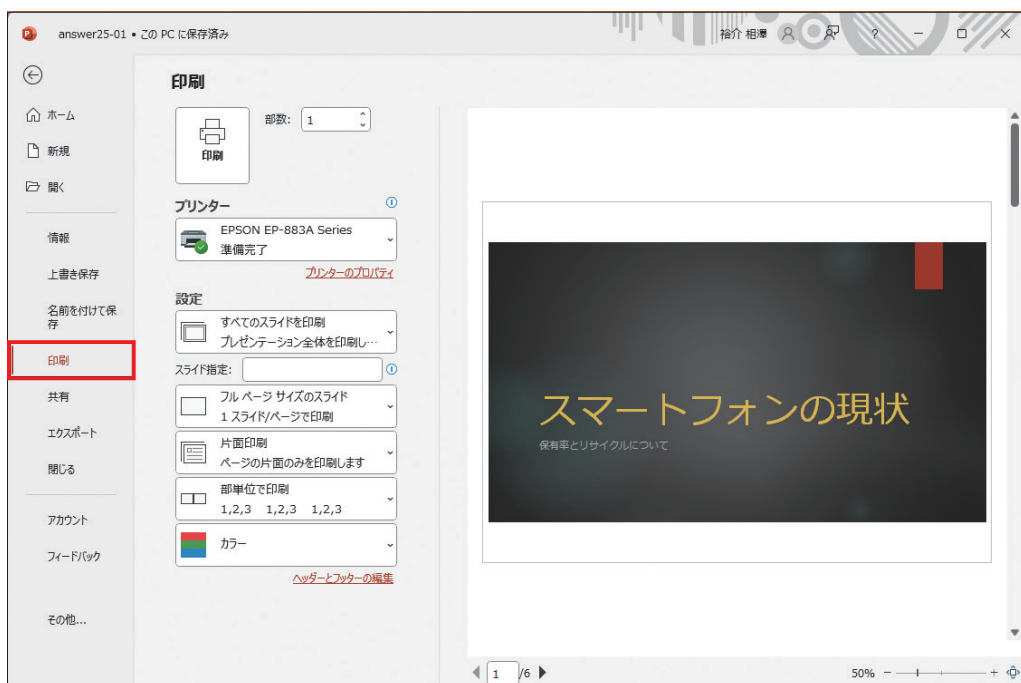 answer25-01 • この PC に保存済み
裕介 相澤
?
ホーム
新規
開く
情報
上書き保存
名前を付けて保
存
印刷
共有
エクスポート
閉じる
アカウント
フィードバック
その他...
印刷
印刷
部数: 1
プリンター
EPSON EP-883A Series
準備完了
プリンターのプロパティ
設定
すべてのスライドを印刷
プレゼンテーション全体を印刷し…
スライド指定:
フル ページ サイズのスライド
1 スライド/ページで印刷
片面印刷
ページの片面のみを印刷します
部単位で印刷
1,2,3 1,2,3 1,2,3
カラー
ヘッダーとフッターの編集
スマートフォンの現状
保有率とリサイクルについて
1 /6
50%